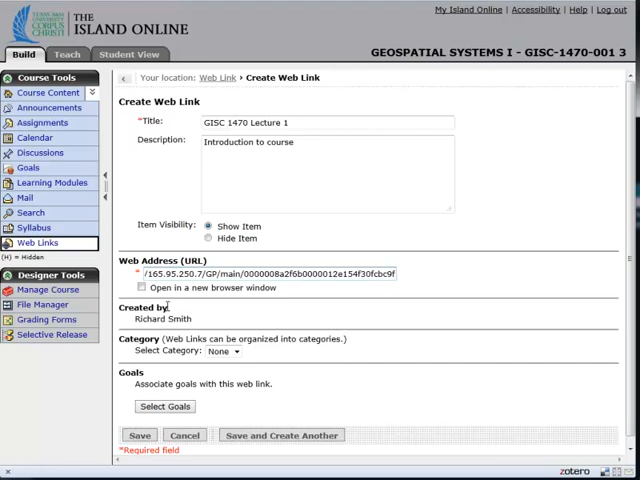 My Island Online | Accessibility | Help | Log out
TEXAS A&M
UNIVERSITY
CORPUS
CHRISTI
THE
ISLAND ONLINE
Build Teach Student View
GEOSPATIAL SYSTEMS I - GISC-1470-001 3
Course Tools
Course Content
Announcements
Assignments
Calendar
Discussions
Goals
Learning Modules
Mail
Search
Syllabus
Web Links
(H) = Hidden
Designer Tools
Manage Course
File Manager
Grading Forms
Selective Release
Your location: Web Link › Create Web Link
Create Web Link
*Title: GISC 1470 Lecture 1
Description: Introduction to course
Item Visibility: Show Item
Hide Item
Web Address (URL)
* /165.95.250.7/GP/main/0000008a2f6b0000012e154f30fcbc9f
Open in a new browser window
Created by:
Richard Smith
Category (Web Links can be organized into categories.)
Select Category: None
Goals
Associate goals with this web link.
Select Goals
Save Cancel Save and Create Another
*Required field
zotero